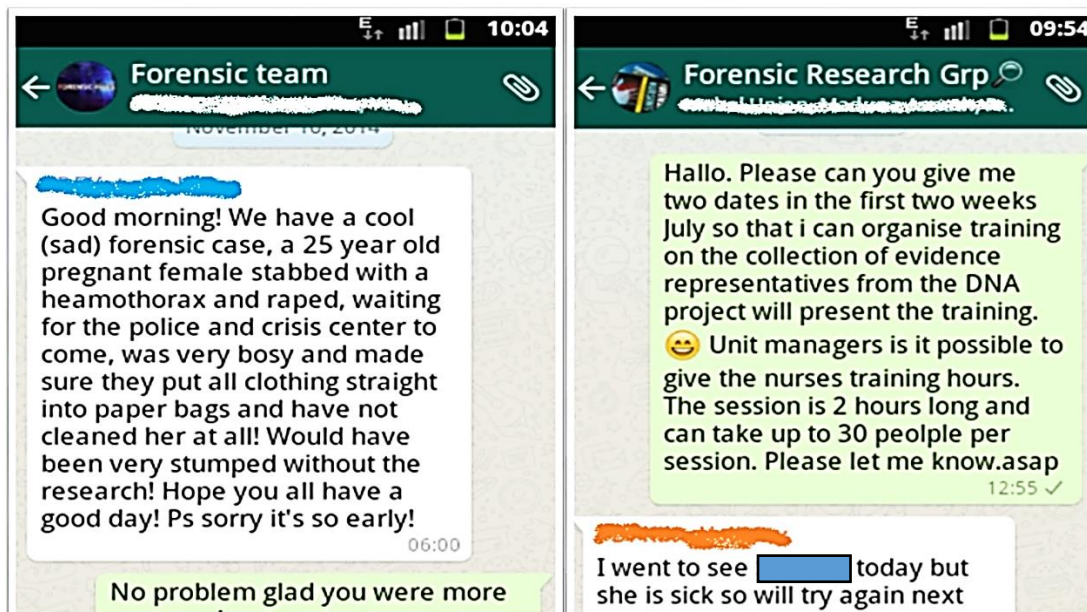 10:04
Forensic team
November 10, 2014
Good morning! We have a cool
(sad) forensic case, a 25 year old
pregnant female stabbed with a
heamothorax and raped, waiting
for the police and crisis center to
come, was very bosy and made
sure they put all clothing straight
into paper bags and have not
cleaned her at all! Would have
been very stumped without the
research! Hope you all have a
good day! Ps sorry it's so early!
06:00
No problem glad you were more
09:54
Forensic Research Grp
Hallo. Please can you give me
two dates in the first two weeks
July so that i can organise training
on the collection of evidence
representatives from the DNA
project will present the training.
😄 Unit managers is it possible to
give the nurses training hours.
The session is 2 hours long and
can take up to 30 peolple per
session. Please let me know.asap
12:55
I went to see today but
she is sick so will try again next